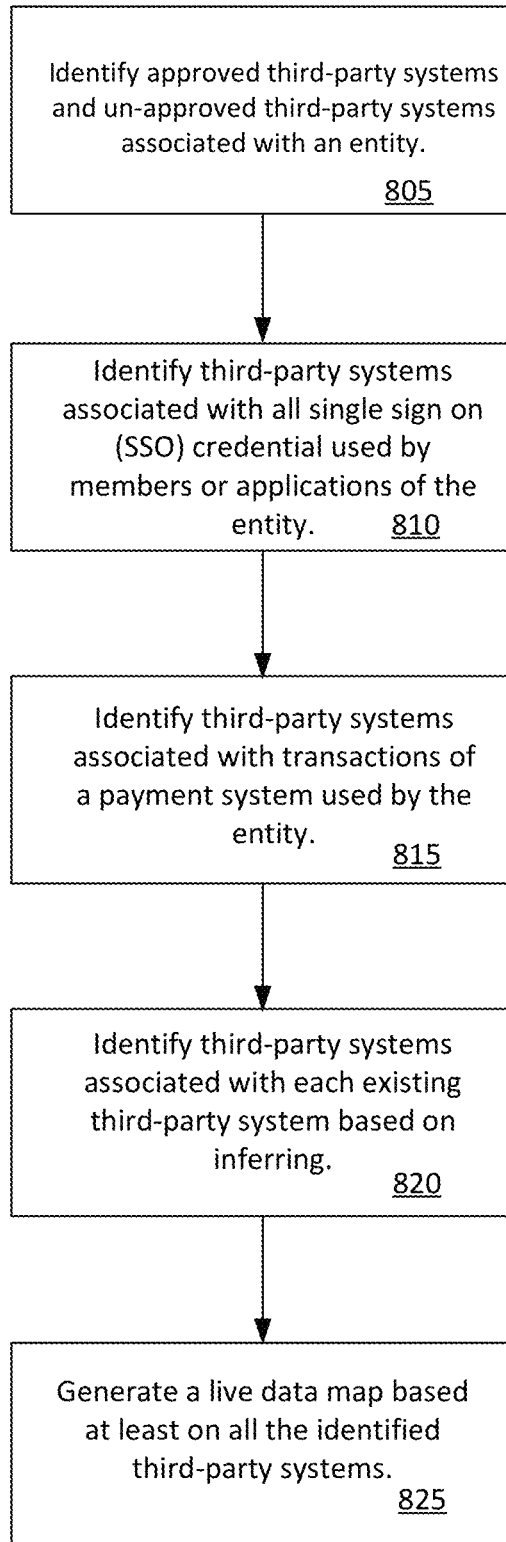 Identify approved third-party systems
and un-approved third-party systems
associated with an entity.
805
Identify third-party systems
associated with all single sign on
(SSO) credential used by
members or applications of the
entity. 810
Identify third-party systems
associated with transactions of
a payment system used by the
entity.
815
Identify third-party systems
associated with each existing
third-party system based on
inferring.
820
Generate a live data map based
at least on all the identified
third-party systems.
825